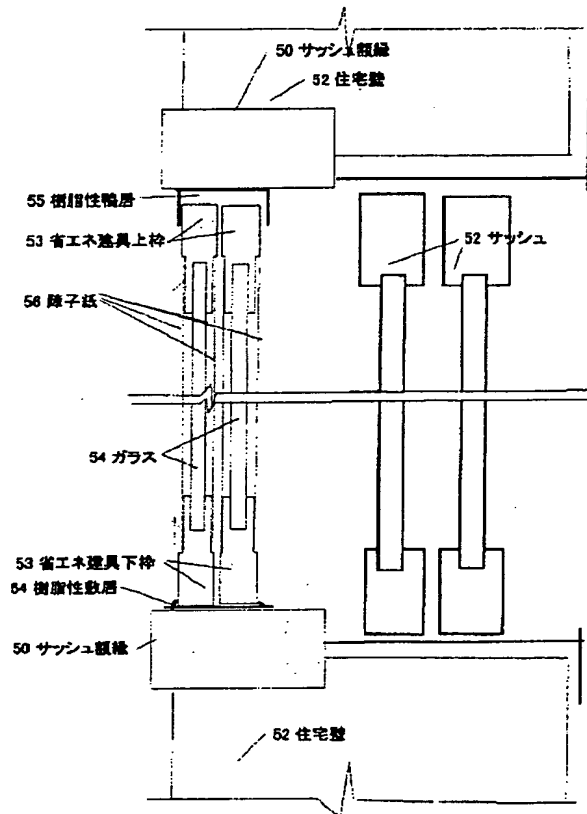 50 サッシュ額縁
52 住宅壁
55 樹脂性鴨居
53 省エネ建具上枠
52 サッシュ
56 障子紙
54 ガラス
53 省エネ建具下枠
64 樹脂性敷居
50 サッシュ額縁
52 住宅壁